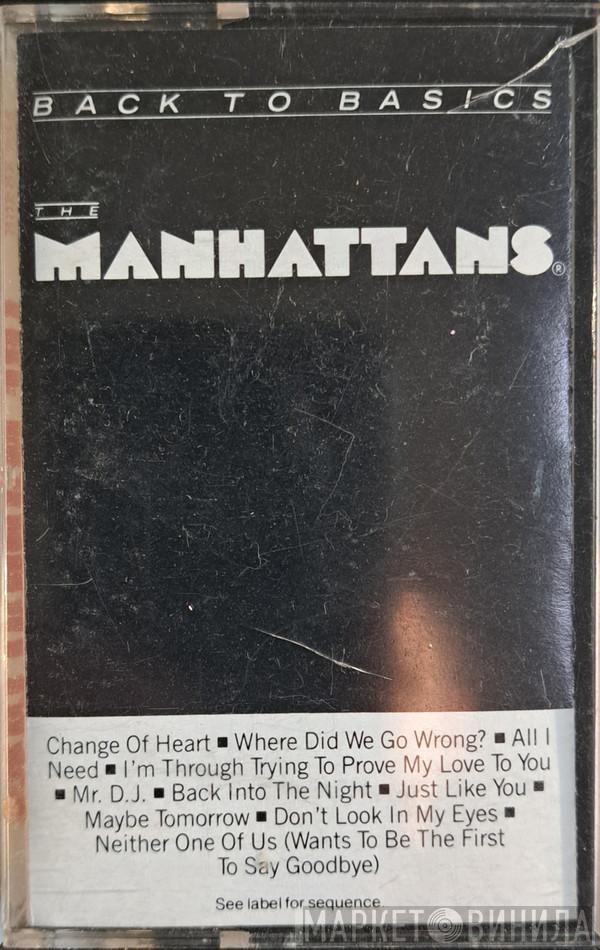 BACK TO BASICS
THE
MANHATTANS®
Change Of Heart ■ Where Did We Go Wrong? ■ All I
Need ■ I'm Through Trying To Prove My Love To You
■ Mr. D.J. ■ Back Into The Night ■ Just Like You ■
Maybe Tomorrow ■ Don't Look In My Eyes ■
Neither One Of Us (Wants To Be The First
To Say Goodbye)
See label for sequence.
МАРКЕТ ВИНИЛА